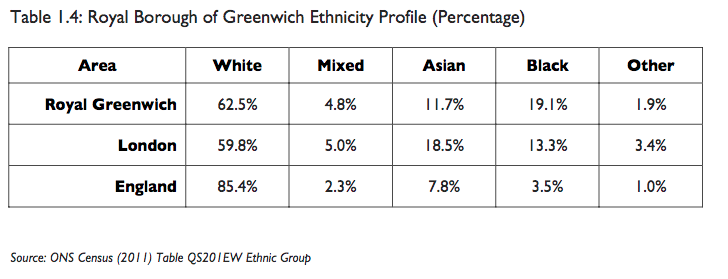 Table 1.4: Royal Borough of Greenwich Ethnicity Profile (Percentage)
Area White Mixed Asian Black Other
Royal Greenwich 62.5% 4.8% 11.7% 19.1% 1.9%
London 59.8% 5.0% 18.5% 13.3% 3.4%
England 85.4% 2.3% 7.8% 3.5% 1.0%
Source: ONS Census (2011) Table QS201EW Ethnic Group